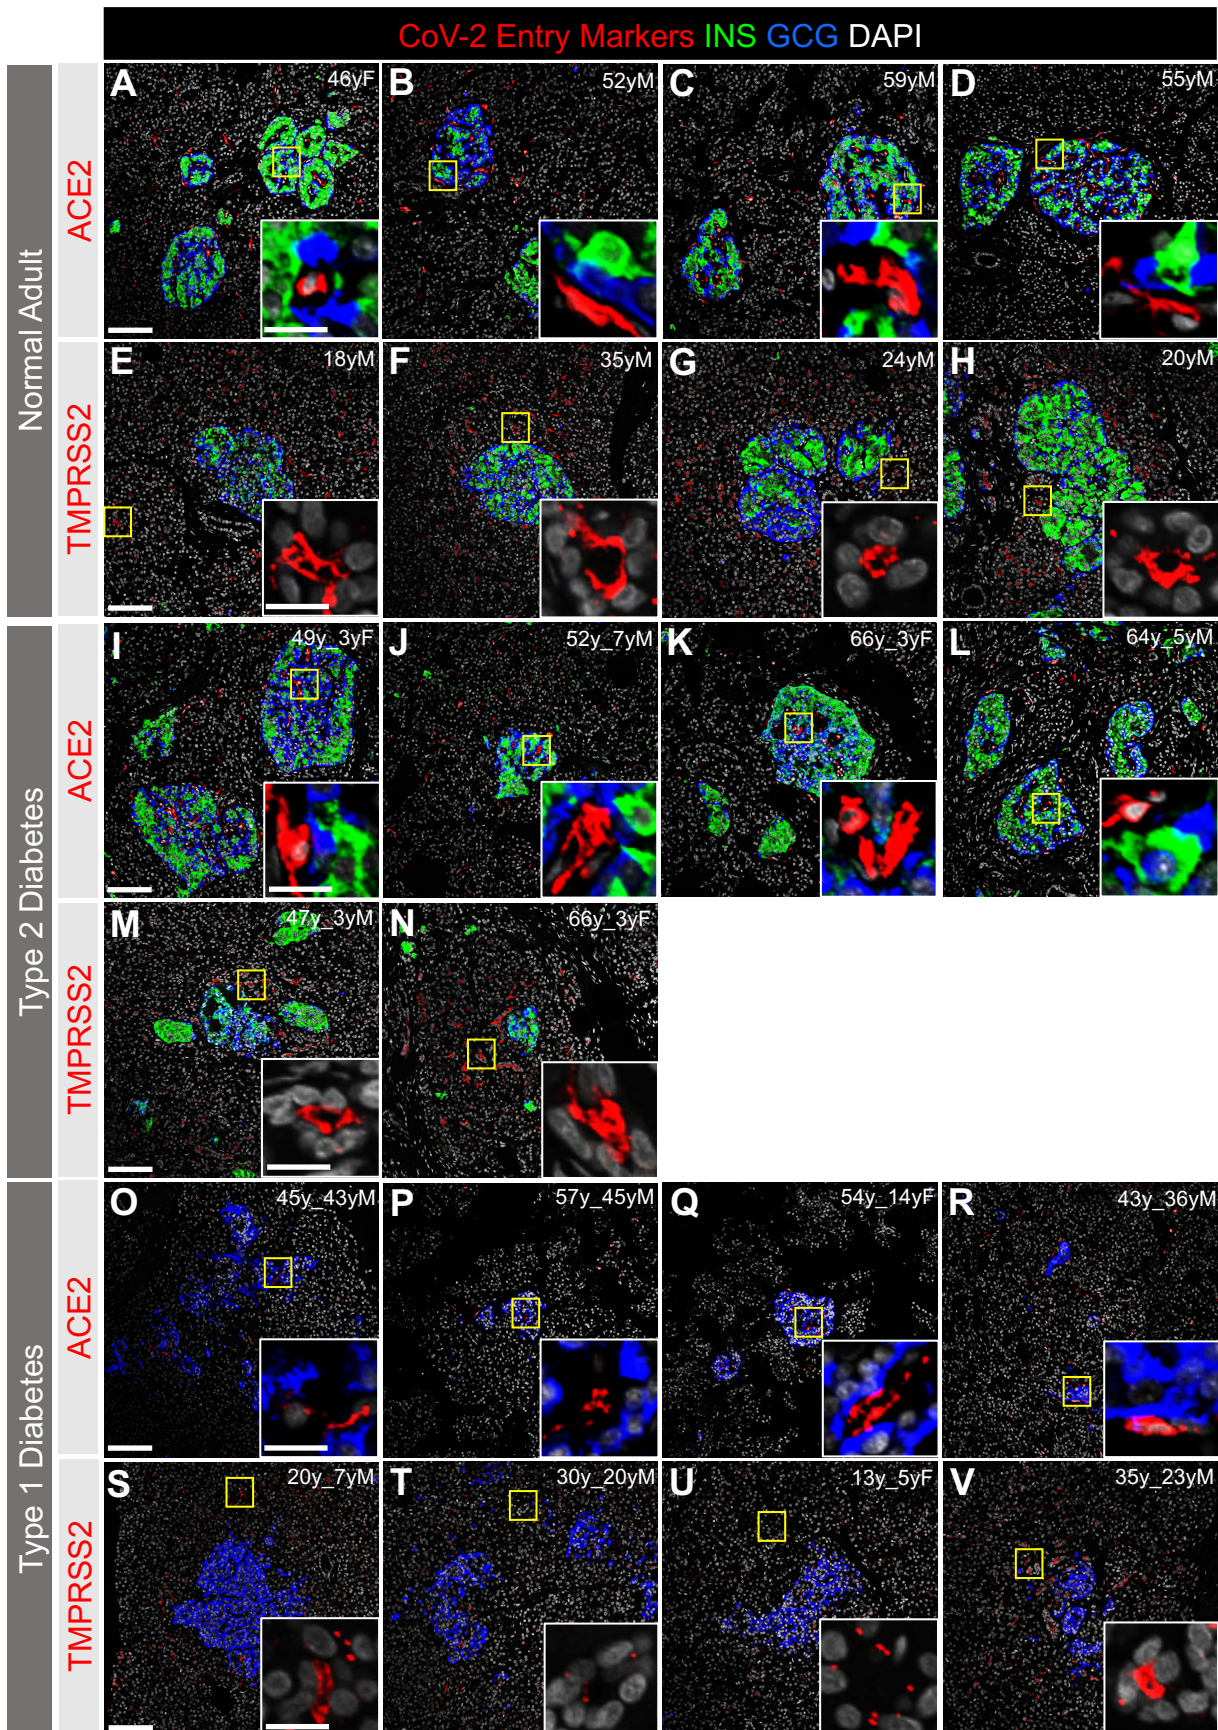 CoV-2 Entry Markers INS GCG DAPI
Normal Adult
ACE2
A 46yF
B 52yM
C 59yM
D 55yM
TMPRSS2
E 18yM
F 35yM
G 24yM
H 20yM
Type 2 Diabetes
ACE2
I 49y_3yF
J 52y_7yM
K 66y_3yF
L 64y_5yM
TMPRSS2
M 47y_3yM
N 66y_3yF
Type 1 Diabetes
ACE2
O 45y_43yM
P 57y_45yM
Q 54y_14yF
R 43y_36yM
TMPRSS2
S 20y_7yM
T 30y_20yM
U 13y_5yF
V 35y_23yM